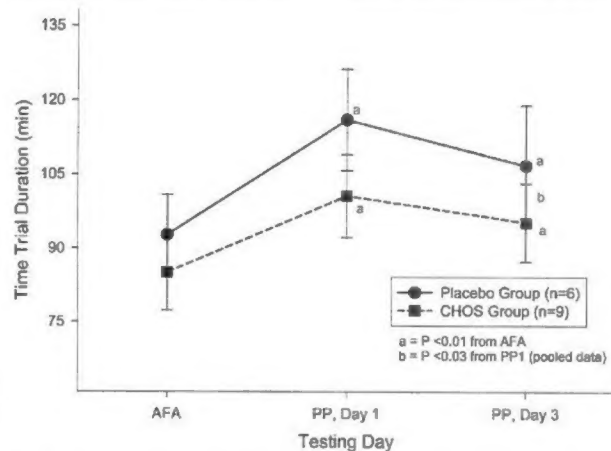 135
120
105
90
75
Time Trial Duration (min)
a
a
a
b
a
Placebo Group (n=6)
CHOS Group (n=9)
a = P <0.01 from AFA
b = P <0.03 from PP1 (pooled data)
AFA
PP, Day 1
PP, Day 3
Testing Day